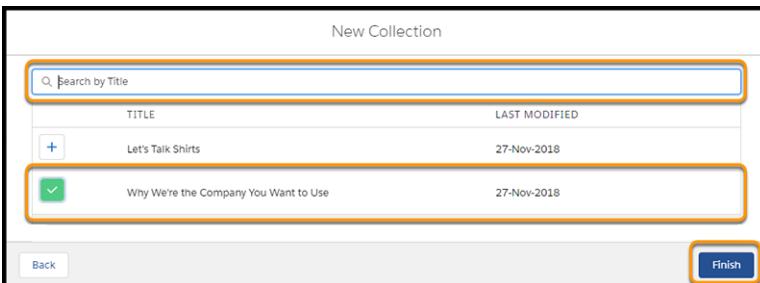 New Collection
Search by Title
TITLE LAST MODIFIED
Let's Talk Shirts 27-Nov-2018
Why We're the Company You Want to Use 27-Nov-2018
Back Finish